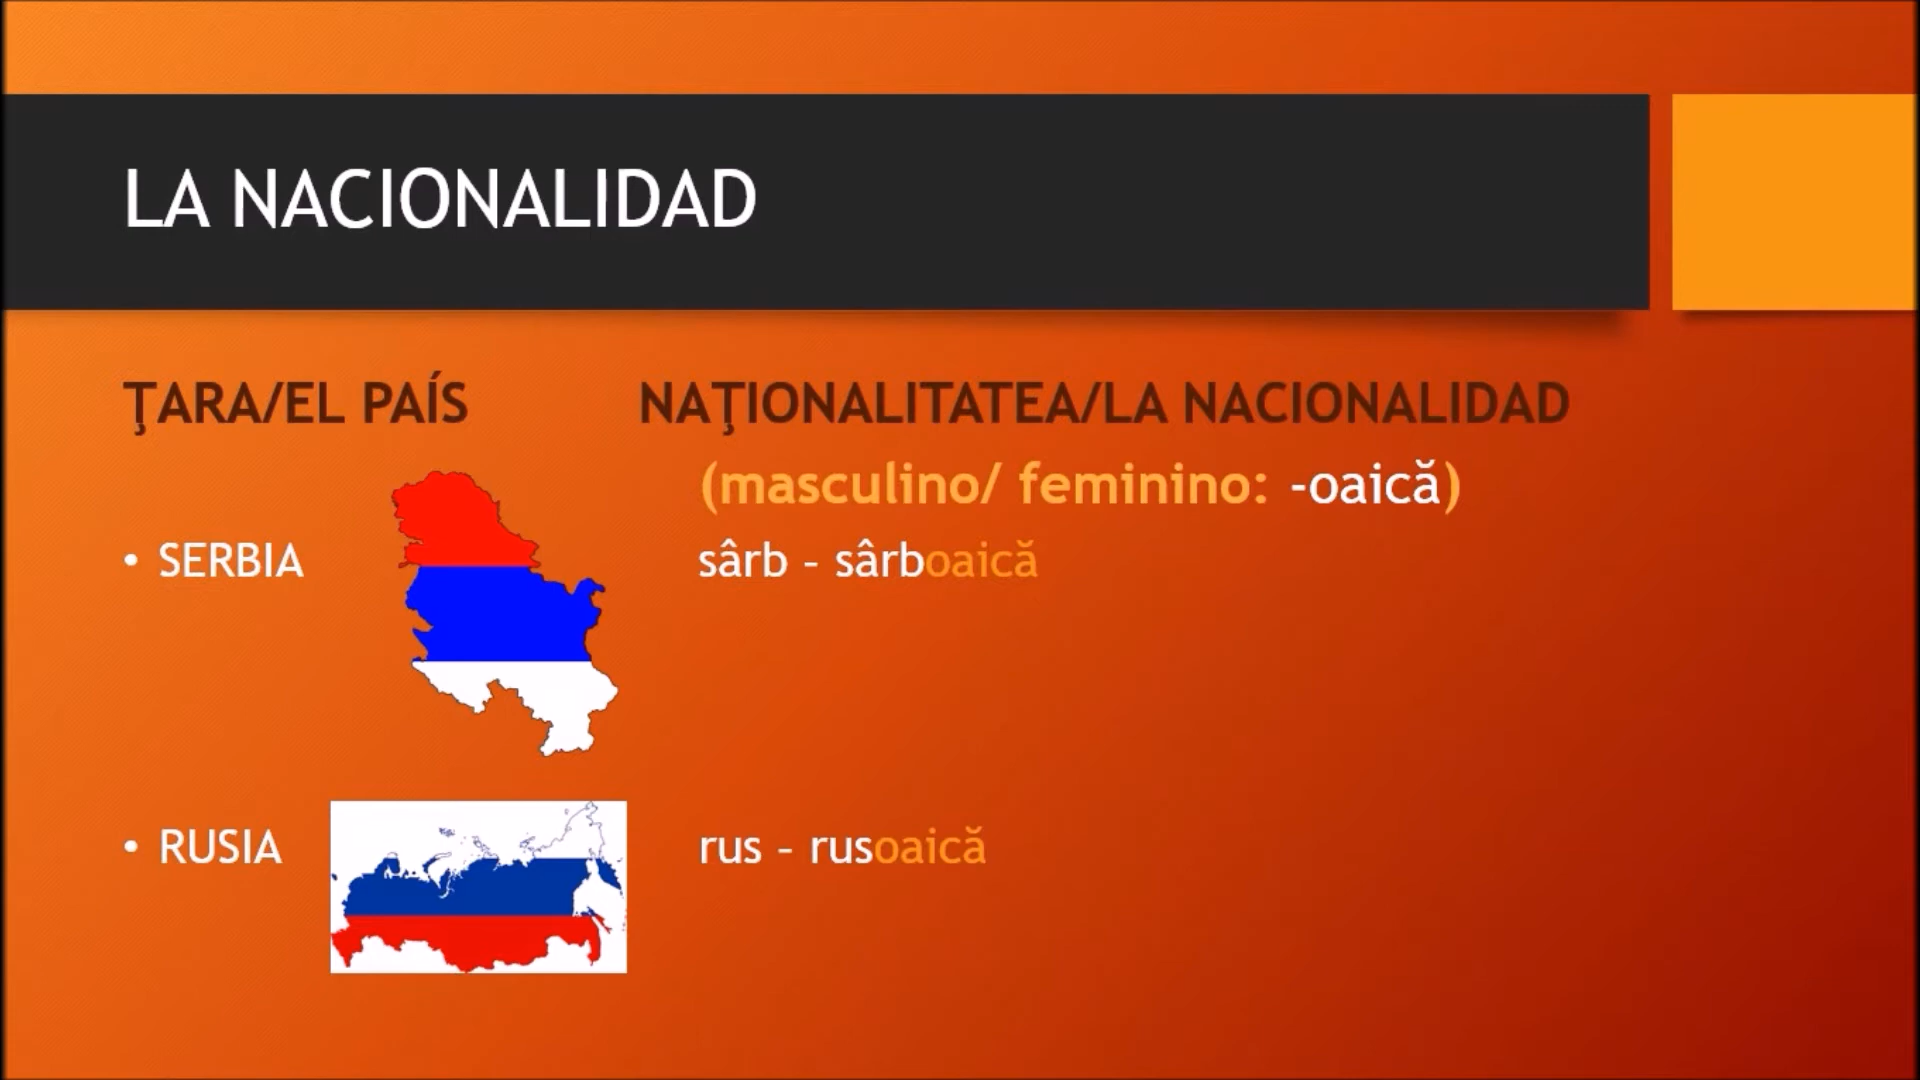 LA NACIONALIDAD
ŢARA/EL PAÍS NAŢIONALITATEA/LA NACIONALIDAD
(masculino/ feminino: -oaică)
• SERBIA sârb – sârboaică
• RUSIA rus – rusoaică